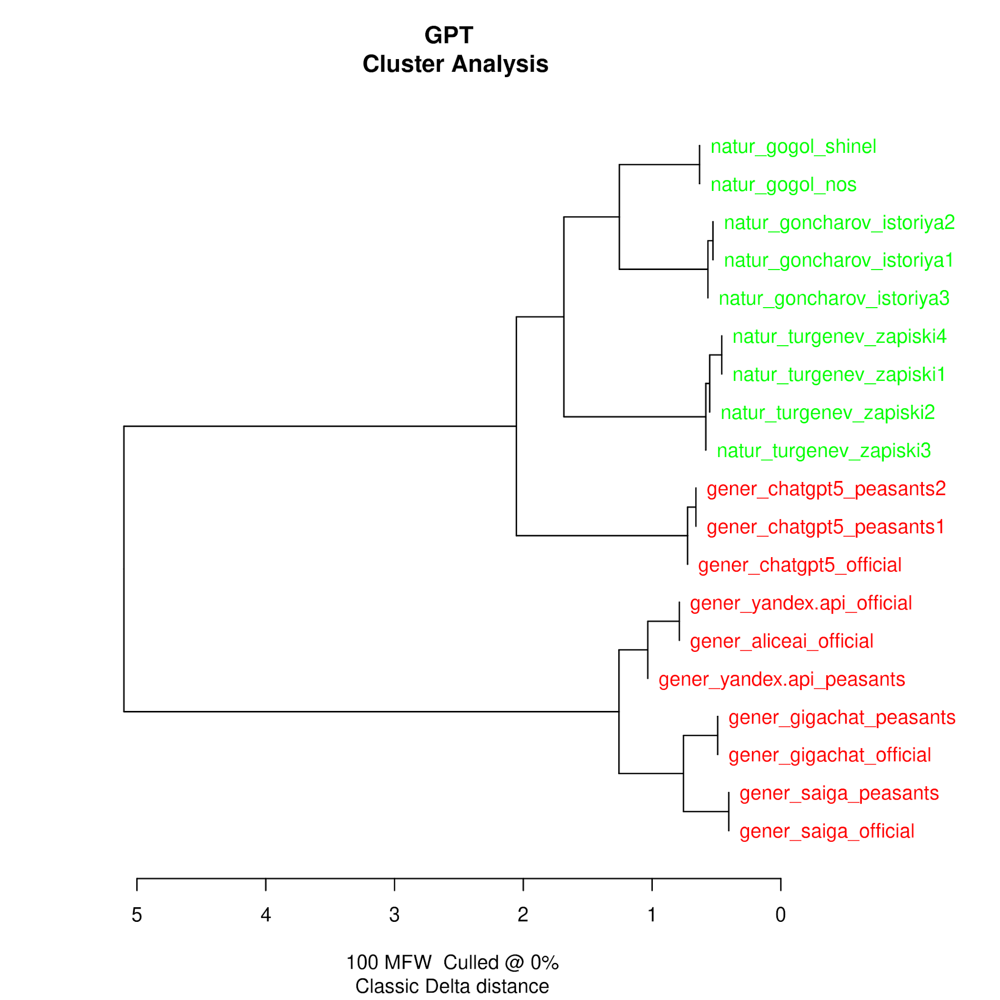 GPT
Cluster Analysis
natur_gogol_shinel
natur_gogol_nos
natur_goncharov_istoriya2
natur_goncharov_istoriya1
natur_goncharov_istoriya3
natur_turgenev_zapiski4
natur_turgenev_zapiski1
natur_turgenev_zapiski2
natur_turgenev_zapiski3
gener_chatgpt5_peasants2
gener_chatgpt5_peasants1
gener_chatgpt5_official
gener_yandex.api_official
gener_aliceai_official
gener_yandex.api_peasants
gener_gigachat_peasants
gener_gigachat_official
gener_saiga_peasants
gener_saiga_official
5 4 3 2 1 0
100 MFW Culled @ 0%
Classic Delta distance